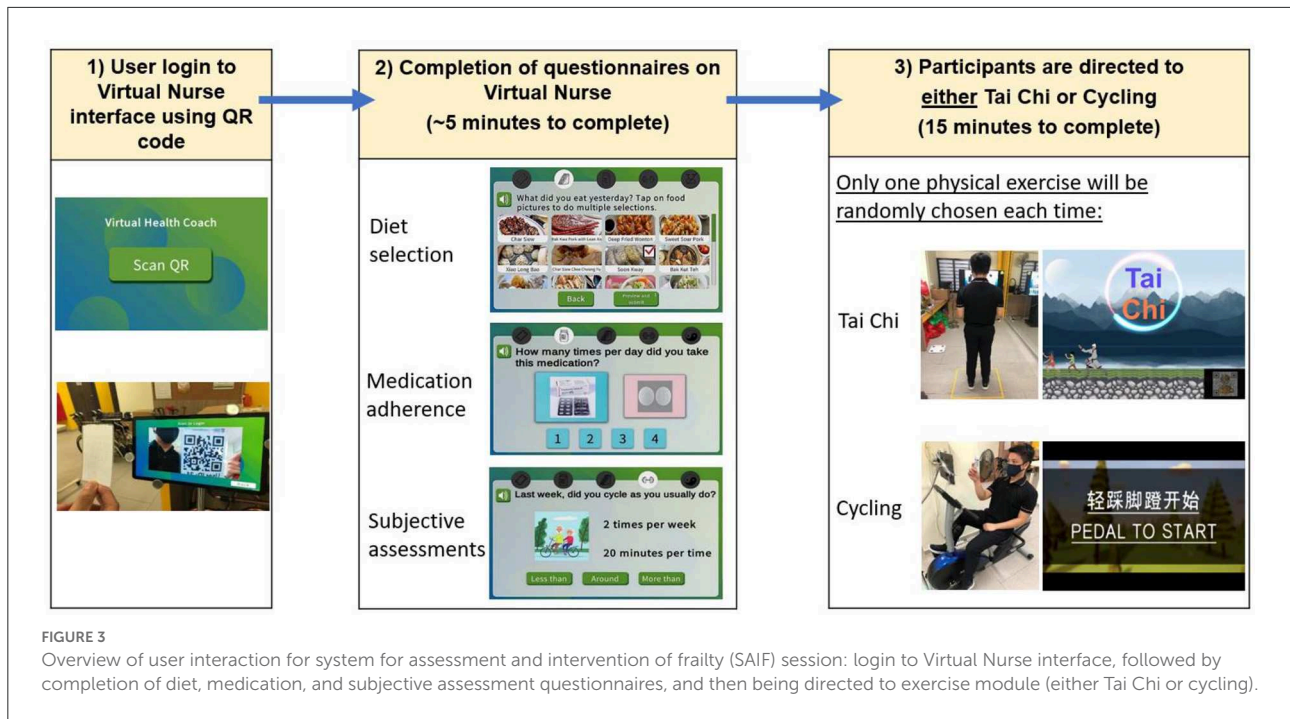 1) User login to
Virtual Nurse
interface using QR
code
Virtual Health Coach
Scan QR
2) Completion of questionnaires on
Virtual Nurse
(~5 minutes to complete)
Diet
selection
What did you eat yesterday? Tap on food
pictures to do multiple selections.
Char Siew
Deep Fried Wonton
Sweet Sour Pork
Xiao Long Bao
Soon Kway
Bak Kut Teh
Back
Preview and
submit
Medication
adherence
How many times per day did you take
this medication?
1 2 3 4
Subjective
assessments
Last week, did you cycle as you usually do?
2 times per week
20 minutes per time
Less than Around More than
3) Participants are directed to
either Tai Chi or Cycling
(15 minutes to complete)
Only one physical exercise will be
randomly chosen each time:
Tai Chi
Tai
Chi
Cycling
轻踩脚蹬开始
PEDAL TO START
FIGURE 3
Overview of user interaction for system for assessment and intervention of frailty (SAIF) session: login to Virtual Nurse interface, followed by
completion of diet, medication, and subjective assessment questionnaires, and then being directed to exercise module (either Tai Chi or cycling).